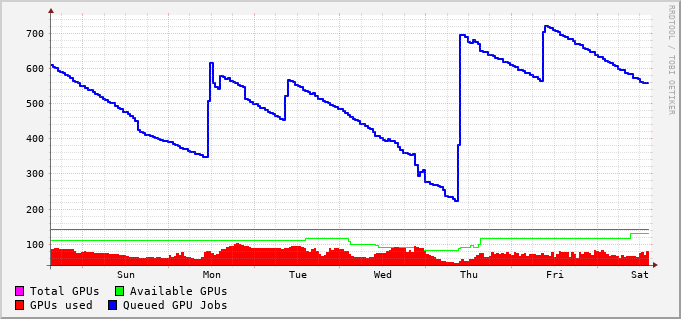 700
600
500
400
300
200
100
Sun Mon Tue Wed Thu Fri Sat
Total GPUs Available GPUs
GPUs used Queued GPU Jobs
RRDTOOL / TOBI OETIKER